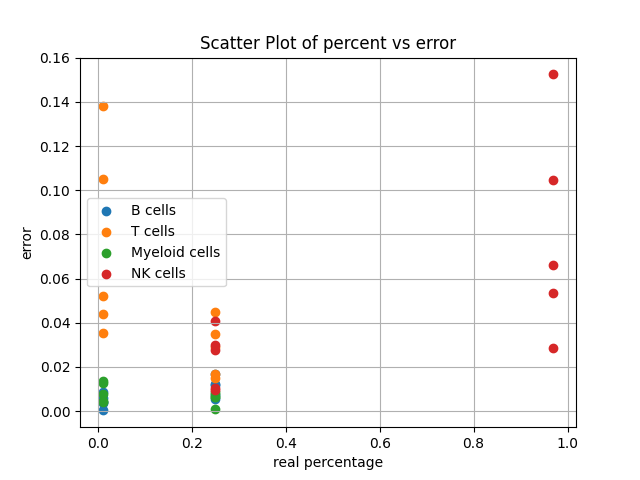 Scatter Plot of percent vs error
0.16
0.14
0.12
0.10
0.08
0.06
0.04
0.02
0.00
error
B cells
T cells
Myeloid cells
NK cells
0.0 0.2 0.4 0.6 0.8 1.0
real percentage